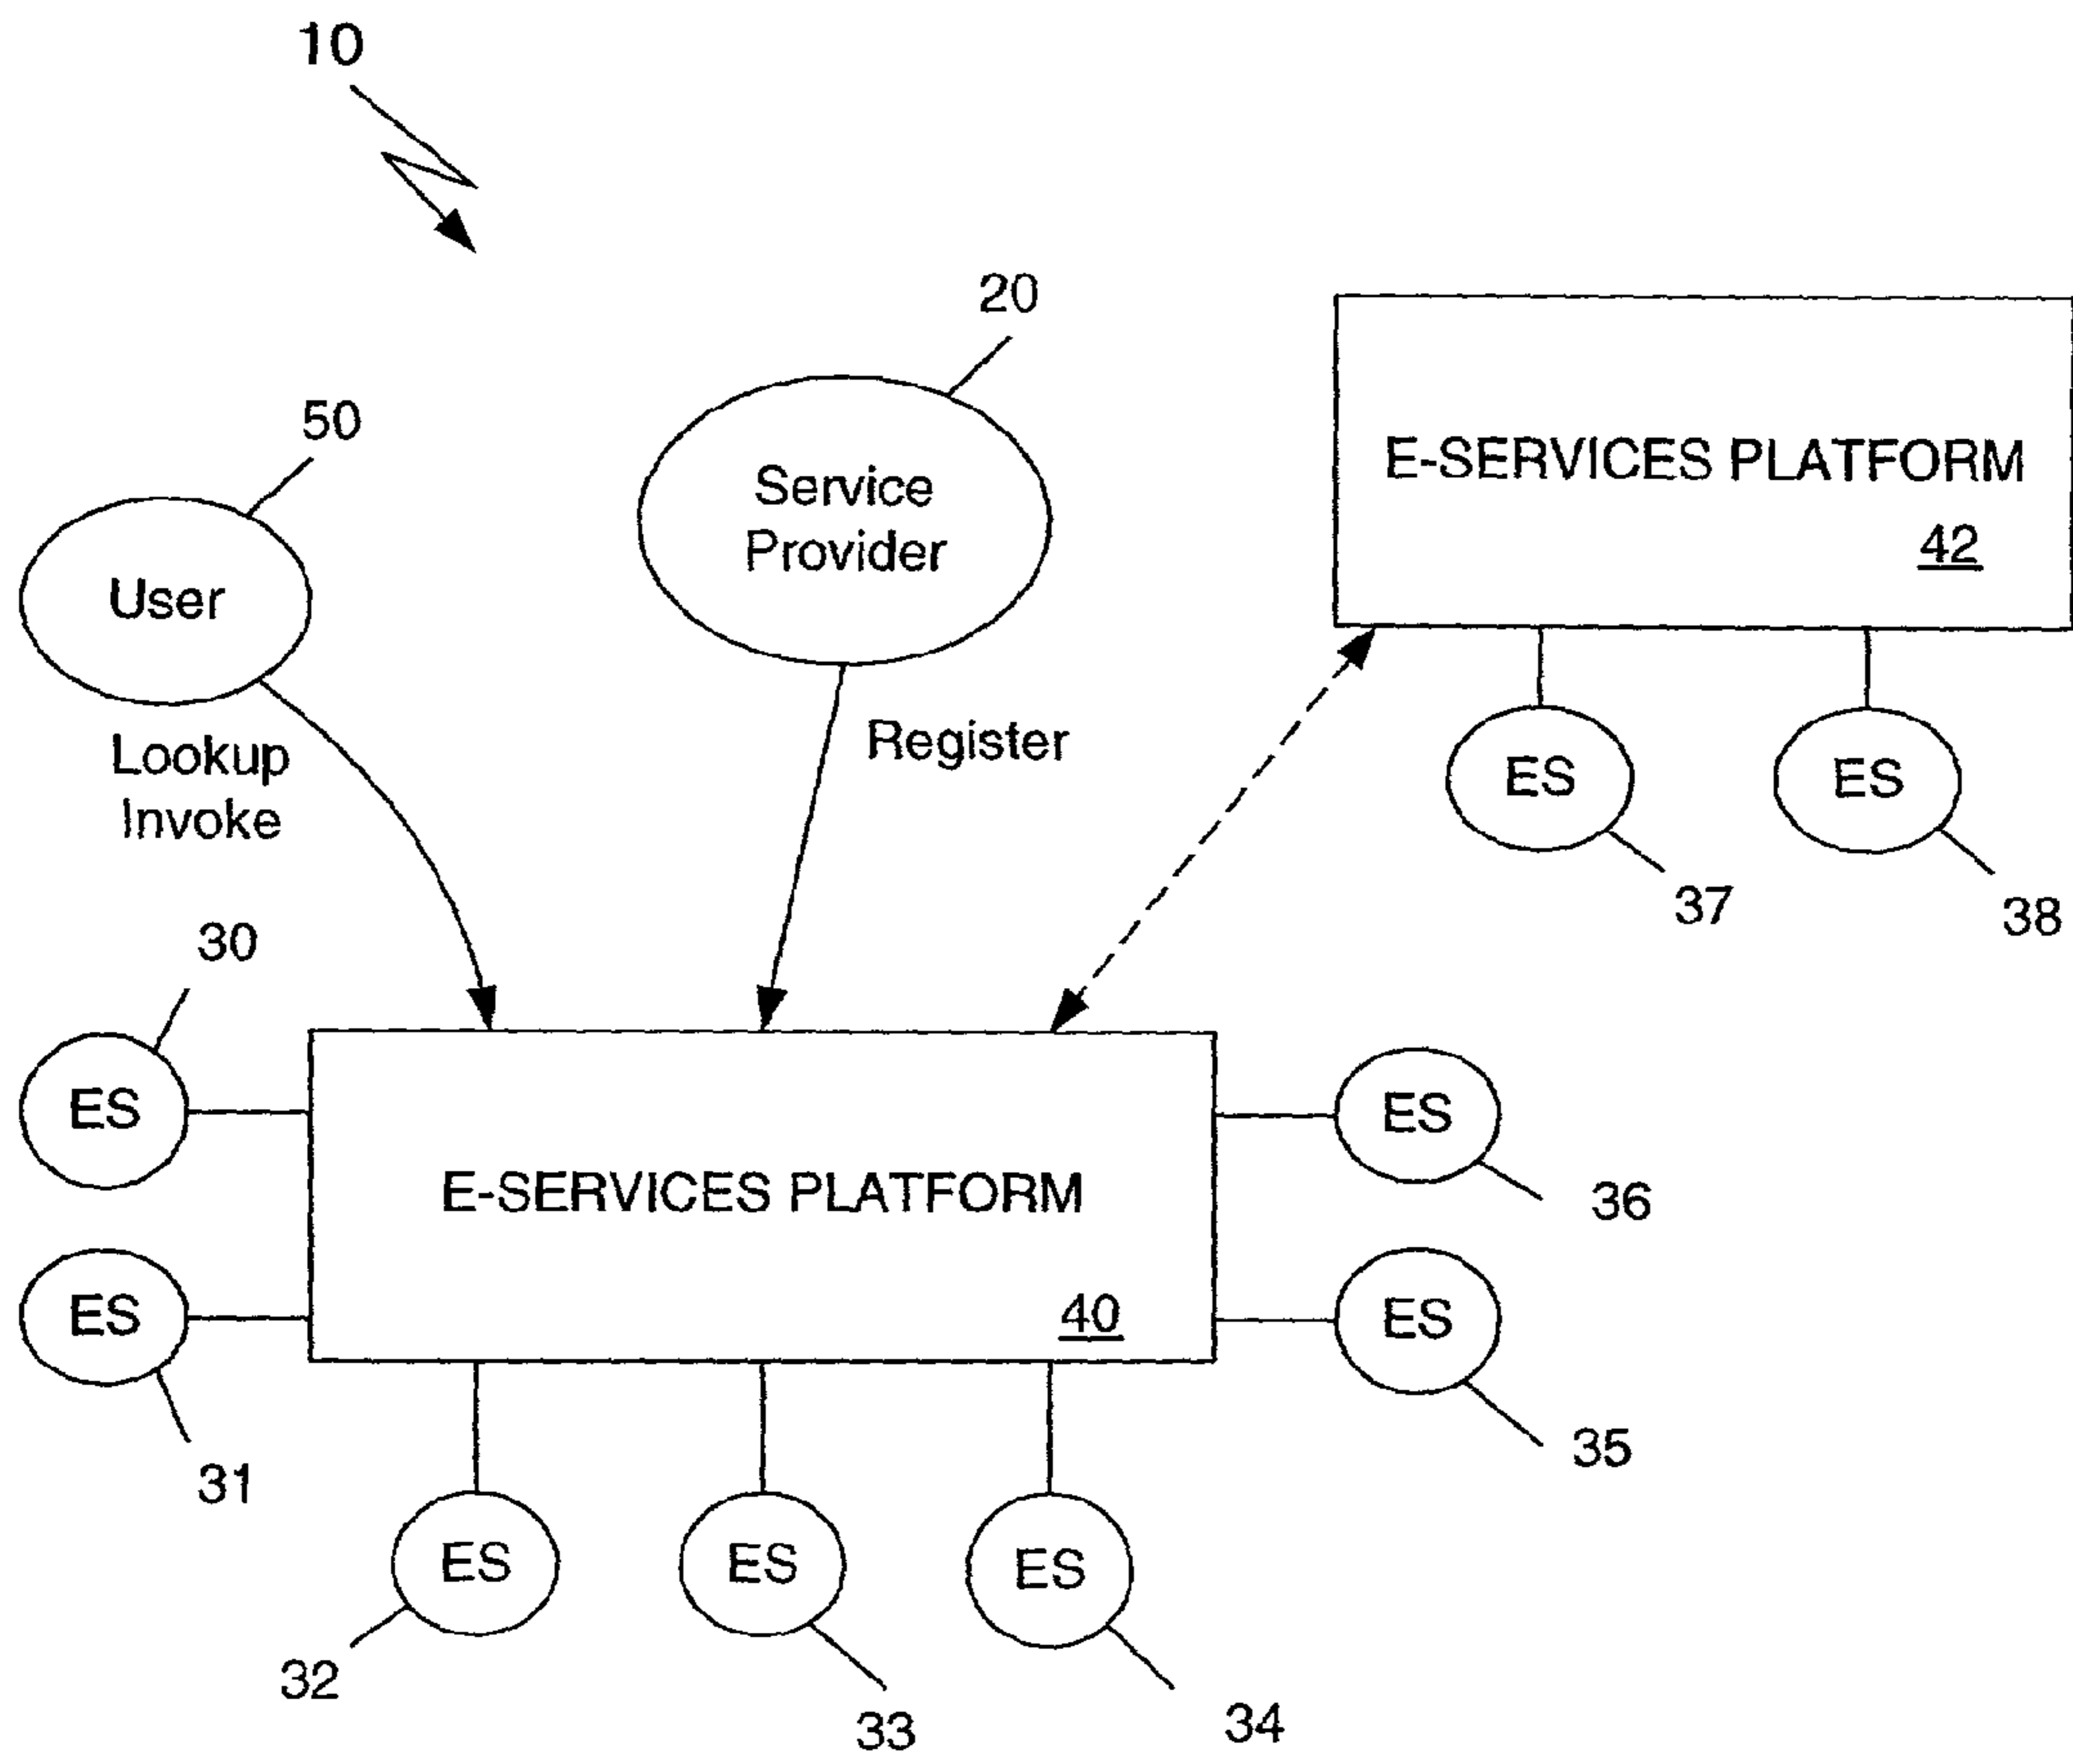 10
20
50
User
Service
Provider
E-SERVICES PLATFORM
42
Lookup
Invoke
Register
ES
ES
37
38
30
ES
ES
E-SERVICES PLATFORM
40
ES
ES
36
35
31
ES
ES
ES
32
33
34